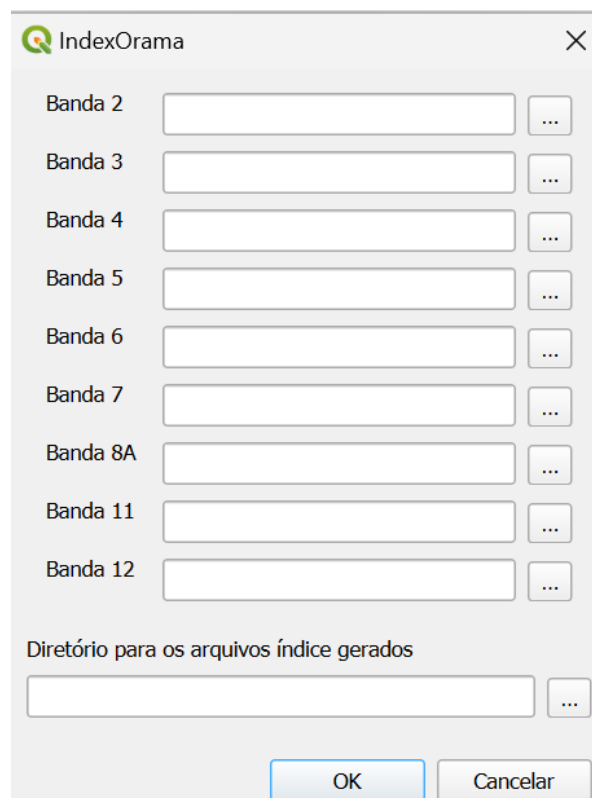 IndexOrama
Banda 2
...
Banda 3
...
Banda 4
...
Banda 5
...
Banda 6
...
Banda 7
...
Banda 8A
...
Banda 11
...
Banda 12
...
Diretório para os arquivos índice gerados
...
OK Cancelar